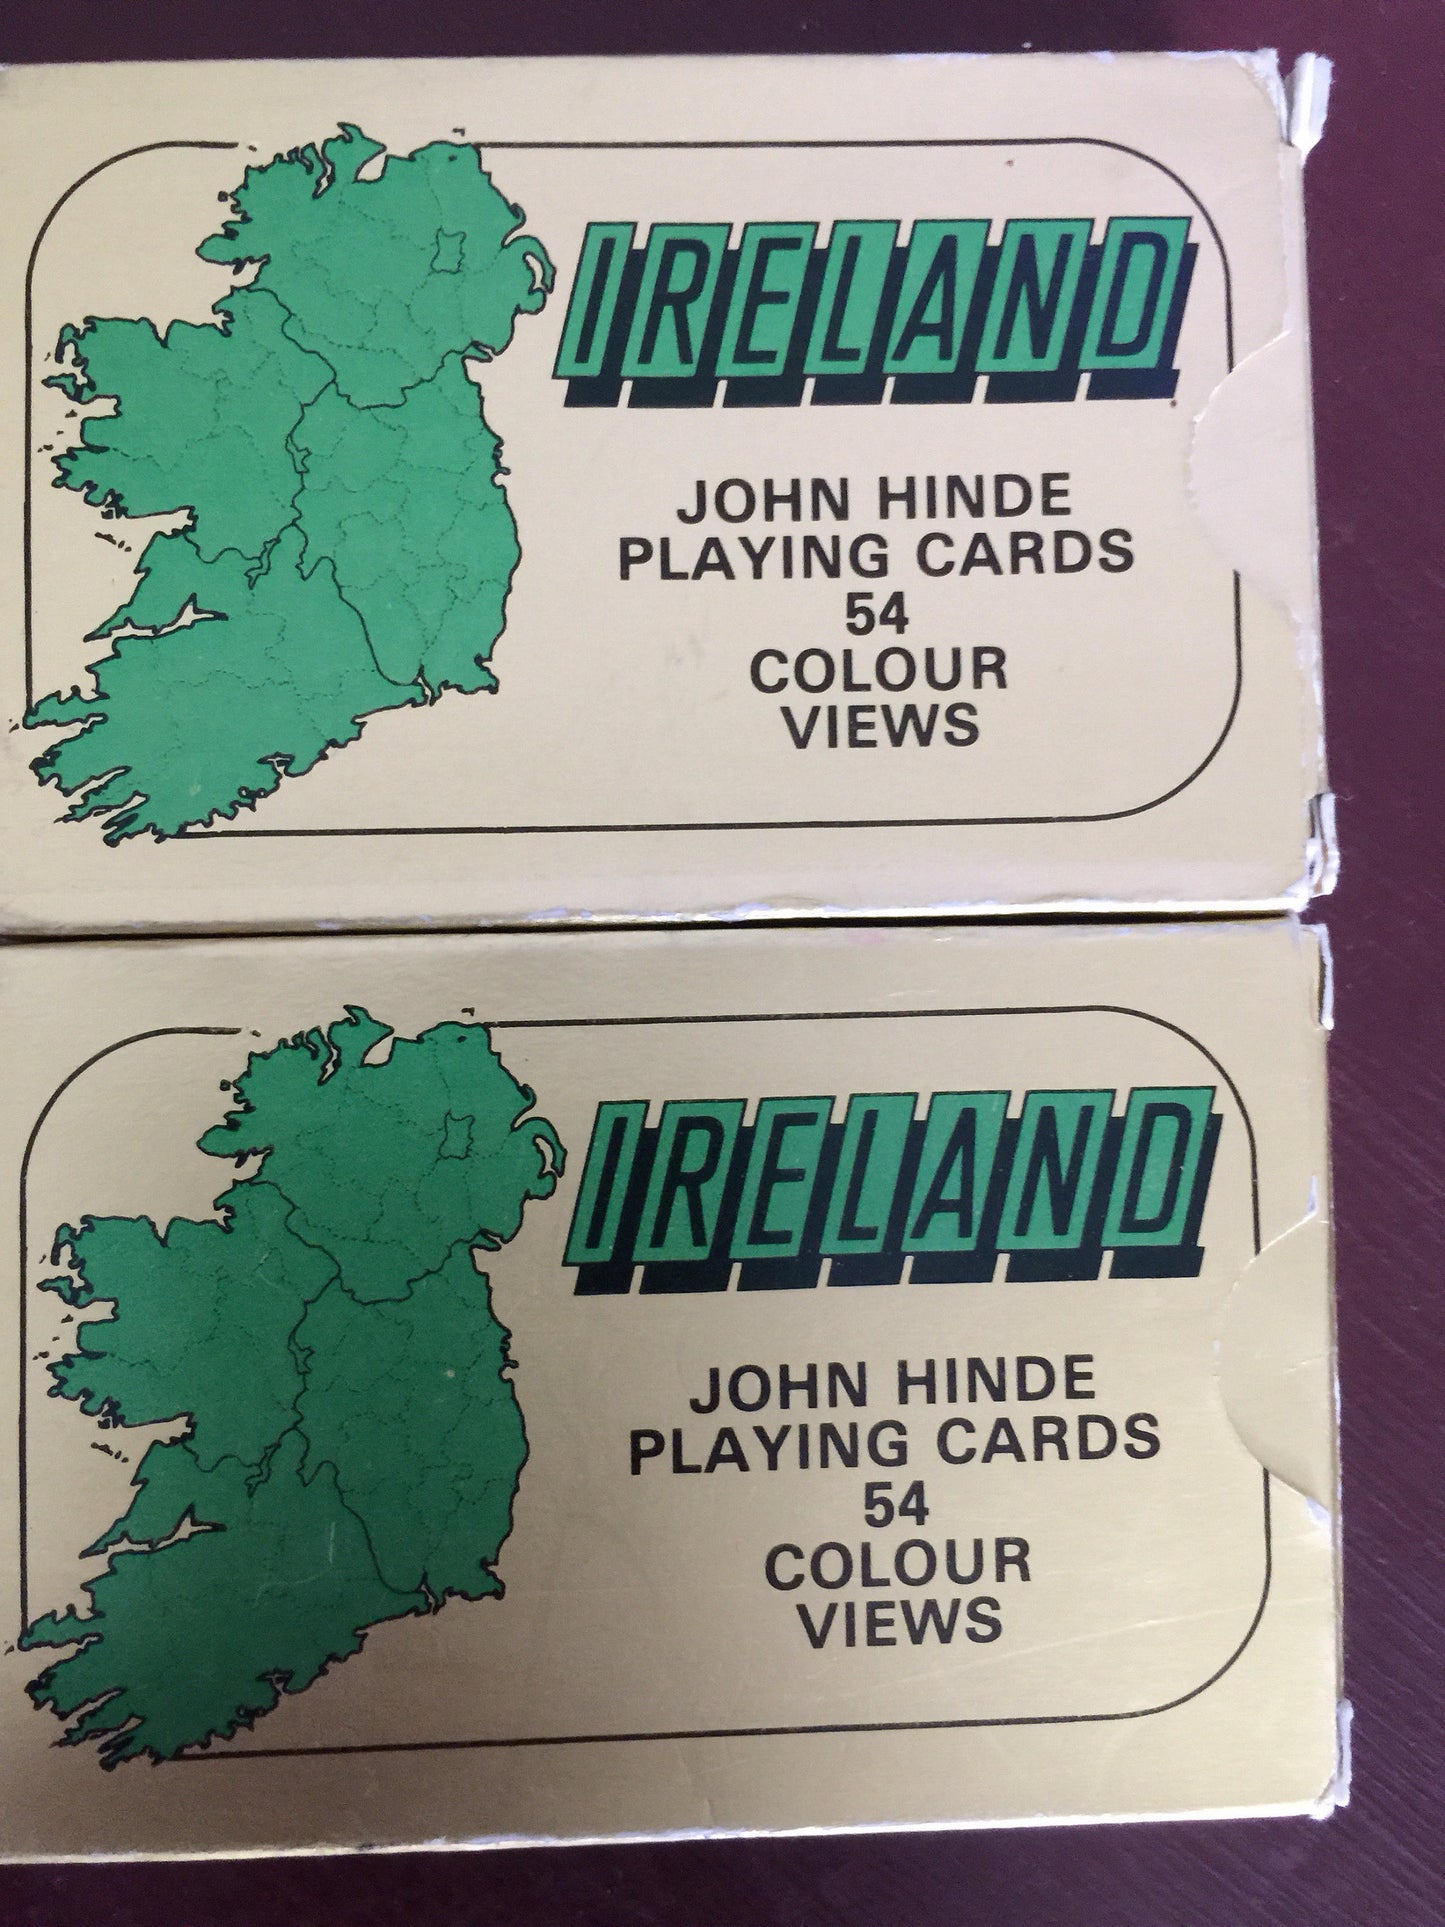 IRELAND
JOHN HINDE
PLAYING CARDS
54
COLOUR
VIEWS
IRELAND
JOHN HINDE
PLAYING CARDS
54
COLOUR
VIEWS